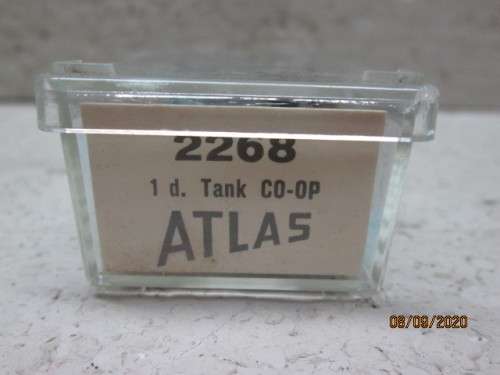 2268
1 d. Tank CO-OP
ATLAS
08/09/2020